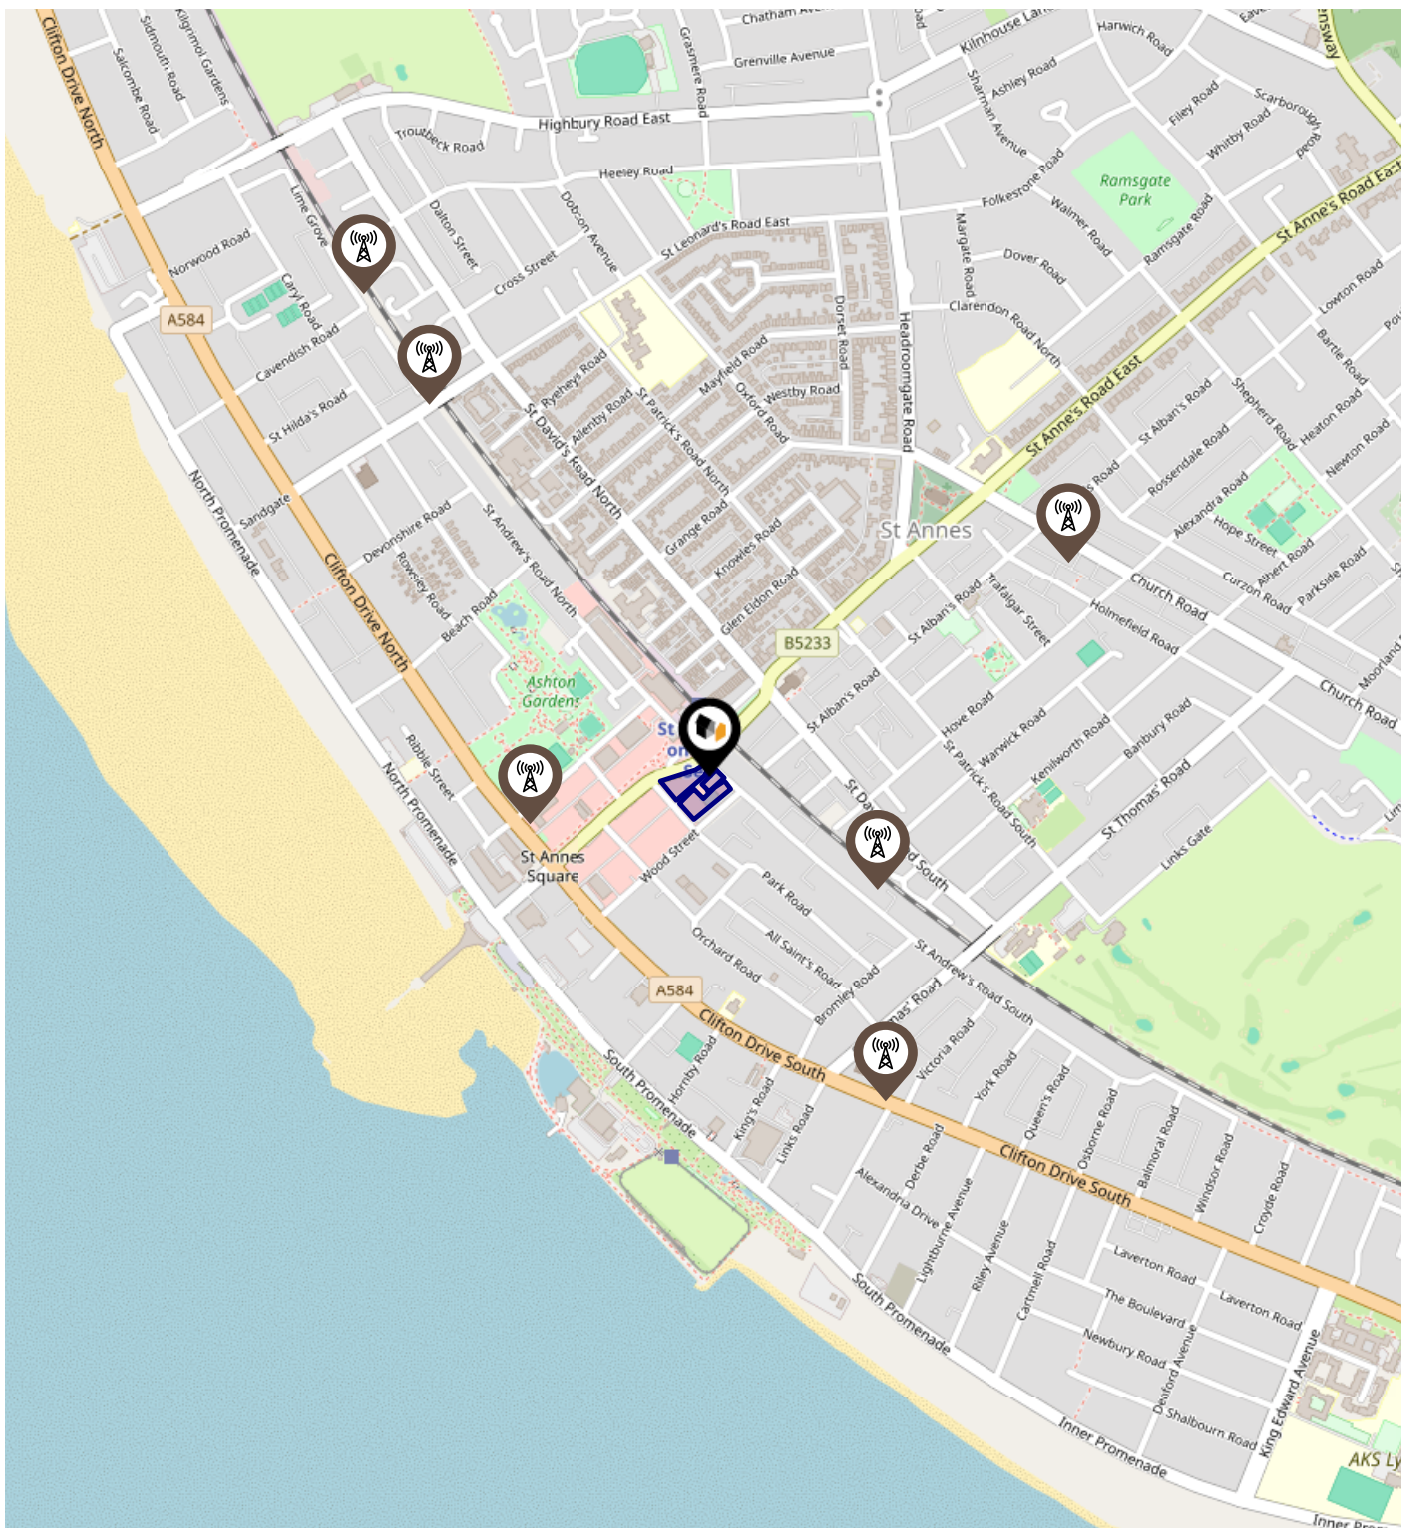 Clifton Drive North
Salcombe Road
Sidmouth Road
Kilgrimol Gardens
Grasmere Road
Grenville Avenue
Kilnhouse
Harwich Road
Ashley Road
Sharman Avenue
Filey Road
Scarborough
Road
Whitby Road
Highbury Road East
Troutbeck Road
Heeley Road
Lime Grove
Dalton Street
Dobson Avenue
Cross Street
St Leonard's Road East
Folkestone Road
Ramsgate
Park
Walmer Road
Margate Road
Dover Road
Ramsgate Road
St Anne's Road East
Lowton Road
Norwood Road
Caryl Road
Cavendish Road
St Hilda's Road
A584
Clarendon Road North
Dorset Road
Headroomgate Road
Mayfield Road
Westby Road
Oxford Road
Ryeheys Road
Allenby Road
St Patrick's Road North
St David's Road North
Bartle Road
Shepherd Road
Heaton Road
Newton Road
St Anne's Road East
St Alban's Road
Rossendale Road
Alexandra Road
Hope Street
Albert Road
Curzon Road
Parkside Road
North Promenade
Sandgate
Devonshire Road
Rowsley Road
Beach Road
St Andrew's Road North
Clifton Drive North
Grange Road
Knowles Road
Glen Eldon Road
St Annes
B5233
St Alban's Road
Trafalgar Street
Holmefield Road
Church Road
Church Road
Ashton
Gardens
St
St Alban's Road
Hove Road
Warwick Road
Kenilworth Road
Banbury Road
St Patrick's Road South
St Thomas' Road
Links Gate
Ribble Street
North Promenade
St Annes
Square
Wood Street
Park Road
All Saint's Road
Orchard Road
Bromley Road
South
St Andrew's Road South
A584
Clifton Drive South
Hornby Road
King's Road
Links Road
Victoria Road
York Road
Queen's Road
Osborne Road
Balmoral Road
Windsor Road
Croyde Road
South Promenade
Clifton Drive South
Derbe Road
Alexandria Drive
Lightburne Avenue
Riley Avenue
Cartmell Road
Laverton Road
Laverton Road
The Boulevard
Newbury Road
Shalbourn Road
King Edward Avenue
South Promenade
Inner Promenade
AKS
Inner